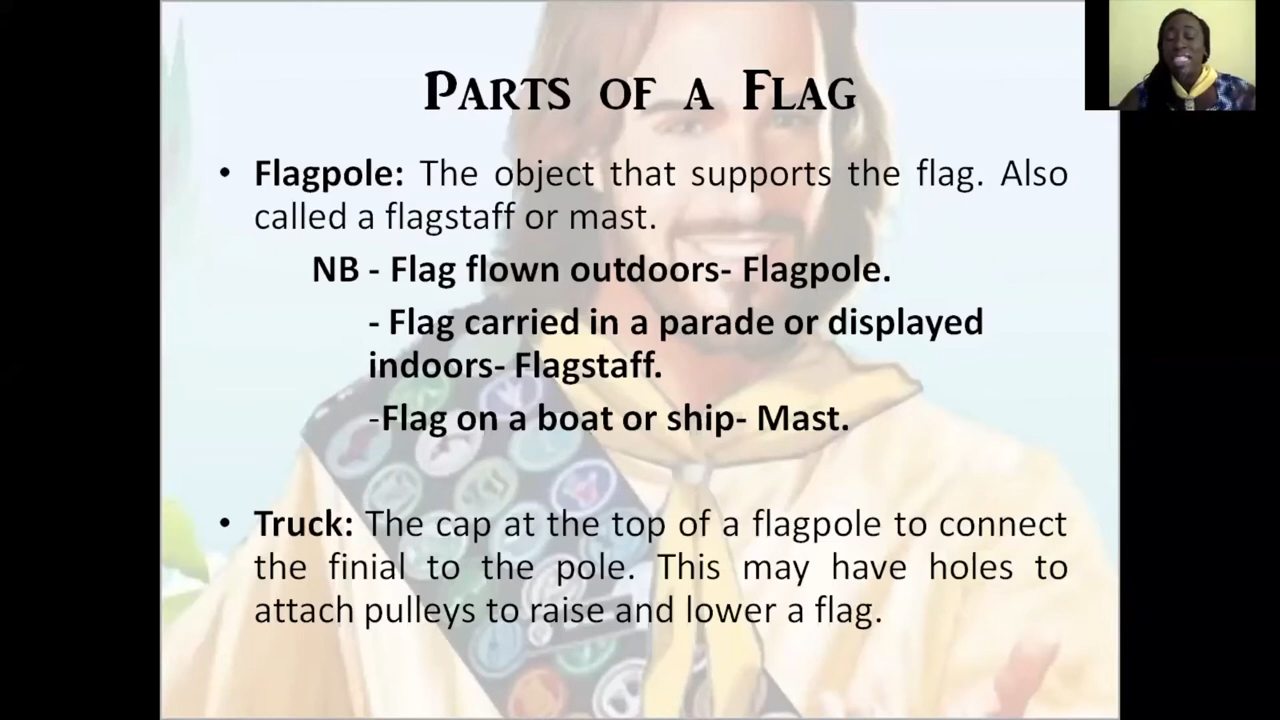 Parts of a Flag
• Flagpole: The object that supports the flag. Also
called a flagstaff or mast.
NB - Flag flown outdoors- Flagpole.
- Flag carried in a parade or displayed
indoors- Flagstaff.
-Flag on a boat or ship- Mast.
• Truck: The cap at the top of a flagpole to connect
the finial to the pole. This may have holes to
attach pulleys to raise and lower a flag.